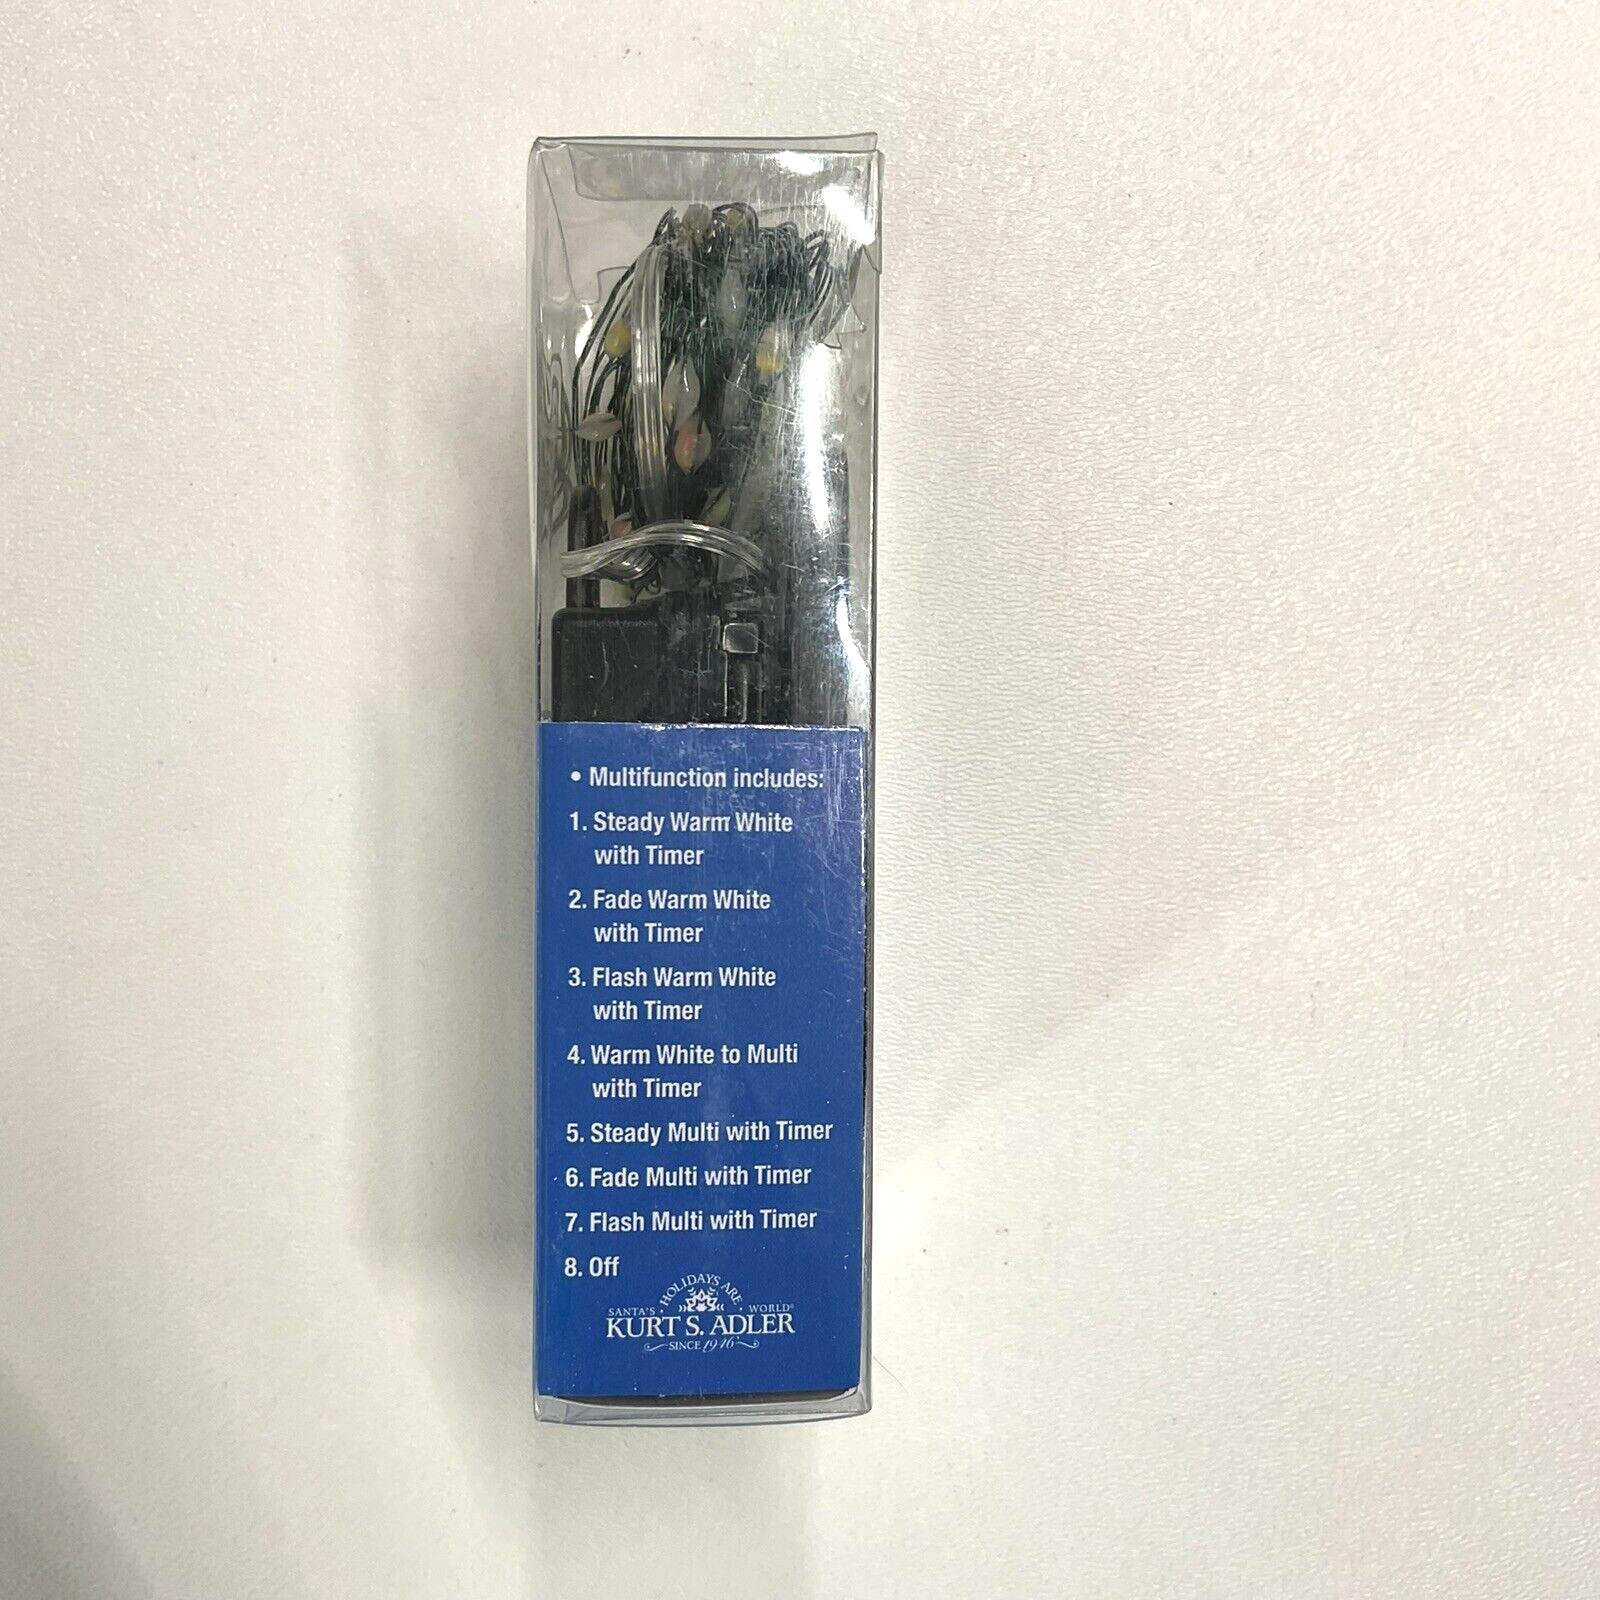 • Multifunction includes:
1. Steady Warm White
with Timer
2. Fade Warm White
with Timer
3. Flash Warm White
with Timer
4. Warm White to Multi
with Timer
5. Steady Multi with Timer
6. Fade Multi with Timer
7. Flash Multi with Timer
8. Off
HOLIDAYS ARE
SANTA'S WORLD®
KURT S. ADLER
SINCE 1946